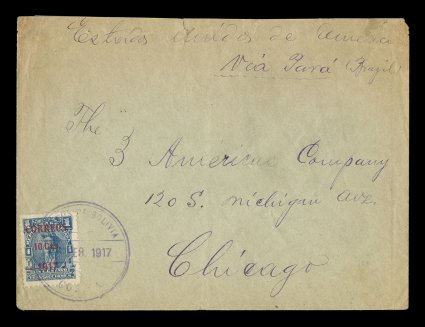 Estados Unidos de America
Via Pará (Brazil)
The
3 Americas Company
120 S. Michigan Ave.
Chicago
BOLIVIA
CORREOS
10 Cts.
1917
1917